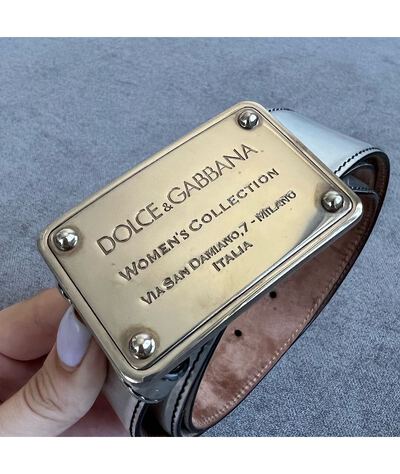 DOLCE & GABBANA
WOMEN'S COLLECTION
VIA SAN DAMIANO, 7 - MILANO
ITALIA